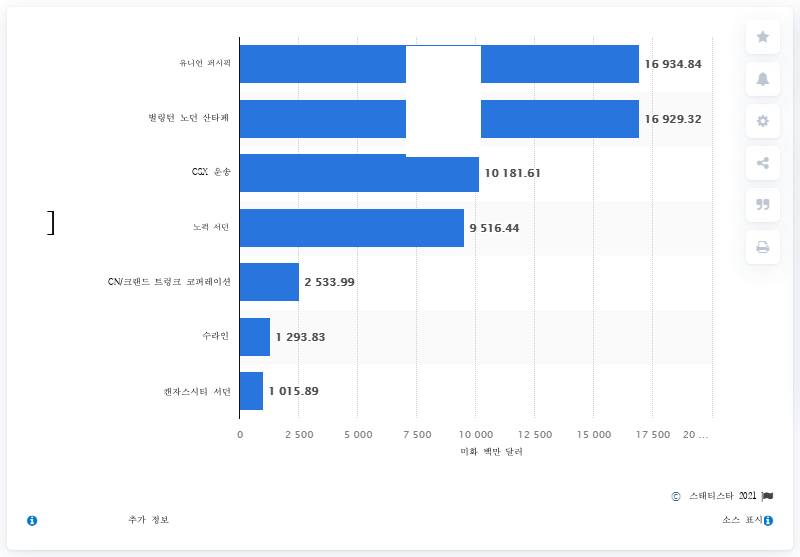 유니언 퍼시픽
16 934.84
벌링턴 노던 산타페
16 929.32
CSX 운송
10 181.61
]
노퍽 서던
9 516.44
CN/그랜드 트렁크 코퍼레이션
2 533.99
수라인
1 293.83
캔자스시티 서던
1 015.89
0 2 500 5 000 7 500 10 000 12 500 15 000 17 500 20 ...
미화 백만 달러
© 스태티스타 2021
추가 정보
소스 표시